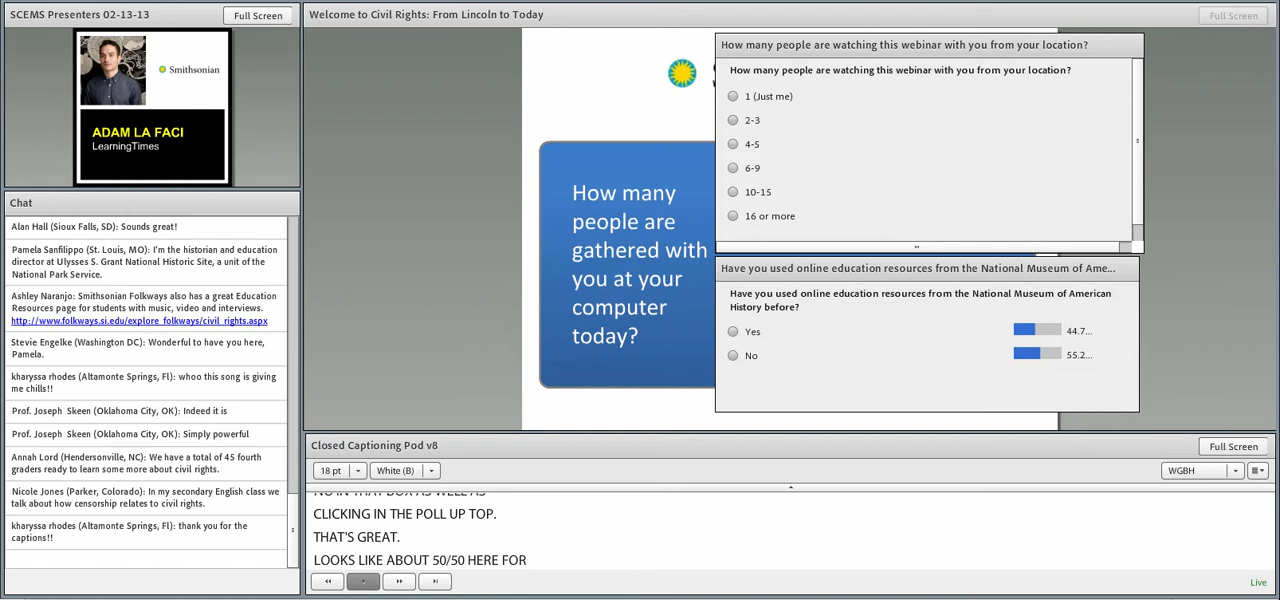 SCEMS Presenters 02-13-13
Full Screen
Smithsonian
ADAM LA FACI
LearningTimes
Chat
Alan Hall (Sioux Falls, SD): Sounds great!
Pamela Sanfilippo (St. Louis, MO): I'm the historian and education
director at Ulysses S. Grant National Historic Site, a unit of the
National Park Service.
Ashley Naranjo: Smithsonian Folkways also has a great Education
Resources page for students with music, video and interviews.
http://www.folkways.si.edu/explore_folkways/civil_rights.aspx
Stevie Engelke (Washington DC): Wonderful to have you here,
Pamela.
kharyssa rhodes (Altamonte Springs, Fl): whoo this song is giving
me chills!!
Prof. Joseph Skeen (Oklahoma City, OK): Indeed it is
Prof. Joseph Skeen (Oklahoma City, OK): Simply powerful
Annah Lord (Hendersonville, NC): We have a total of 45 fourth
graders ready to learn some more about civil rights.
Nicole Jones (Parker, Colorado): In my secondary English class we
talk about how censorship relates to civil rights.
kharyssa rhodes (Altamonte Springs, Fl): thank you for the
captions!!
Welcome to Civil Rights: From Lincoln to Today
Full Screen
How many
people are
gathered with
you at your
computer
today?
How many people are watching this webinar with you from your location?
How many people are watching this webinar with you from your location?
1 (Just me)
2-3
4-5
6-9
10-15
16 or more
Have you used online education resources from the National Museum of Ame...
Have you used online education resources from the National Museum of American
History before?
Yes 44.7...
No 55.2...
Closed Captioning Pod v8
Full Screen
18 pt White (B) WGBH
NO IN THAT BOX AS WELL AS
CLICKING IN THE POLL UP TOP.
THAT'S GREAT.
LOOKS LIKE ABOUT 50/50 HERE FOR
Live